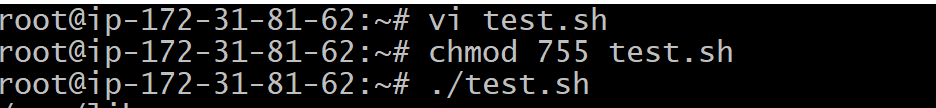 root@ip-172-31-81-62:~# vi test.sh
root@ip-172-31-81-62:~# chmod 755 test.sh
root@ip-172-31-81-62:~# ./test.sh